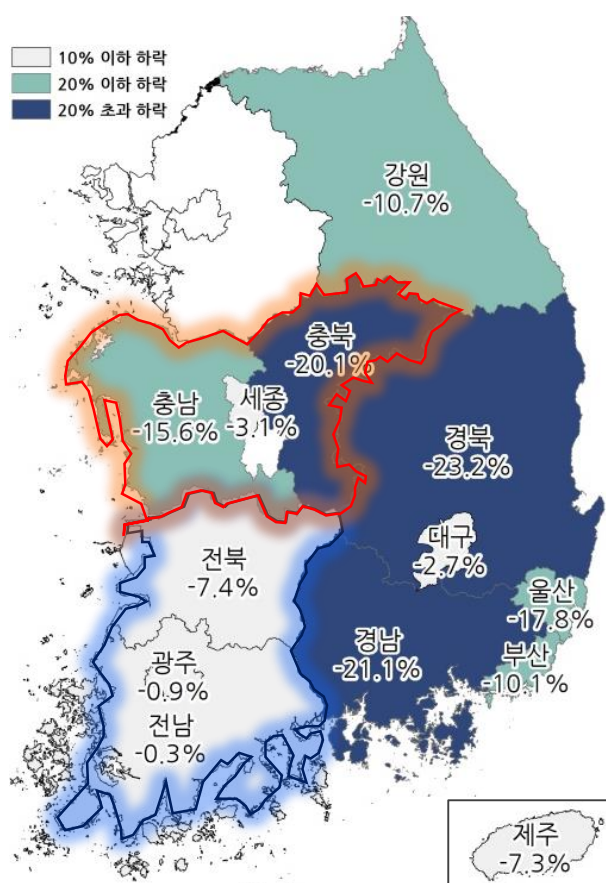 10% 이하 하락
20% 이하 하락
20% 초과 하락
강원
-10.7%
충북
-20.1%
충남
-15.6%
세종
-3.1%
경북
-23.2%
대구
-2.7%
전북
-7.4%
울산
-17.8%
경남
-21.1%
부산
-10.1%
광주
-0.9%
전남
-0.3%
제주
-7.3%